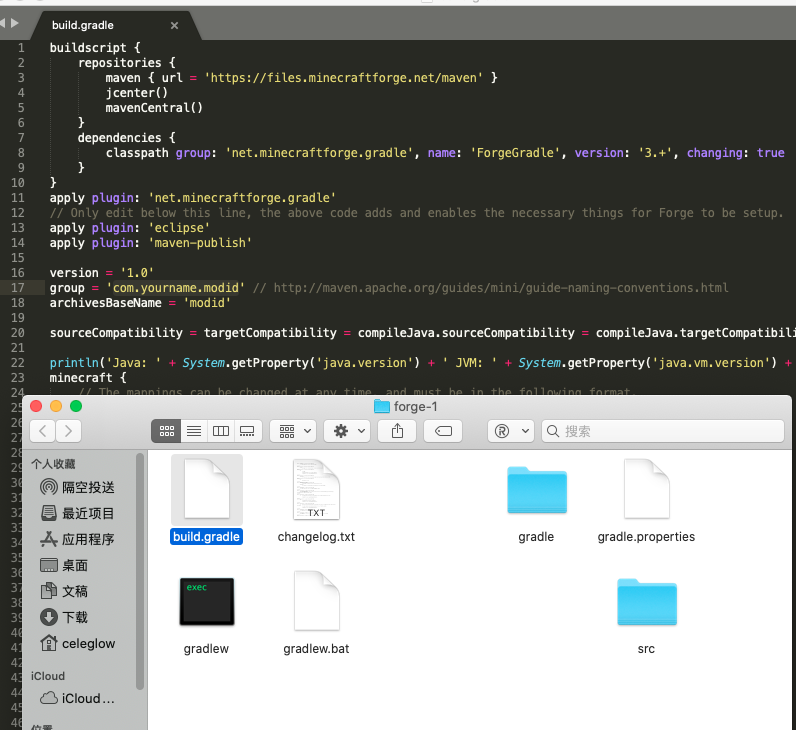 build.gradle ×
1 buildscript {
2 repositories {
3 maven { url = 'https://files.minecraftforge.net/maven' }
4 jcenter()
5 mavenCentral()
6 }
7 dependencies {
8 classpath group: 'net.minecraftforge.gradle', name: 'ForgeGradle', version: '3.+', changing: true
9 }
10 }
11 apply plugin: 'net.minecraftforge.gradle'
12 // Only edit below this line, the above code adds and enables the necessary things for Forge to be setup.
13 apply plugin: 'eclipse'
14 apply plugin: 'maven-publish'
15
16 version = '1.0'
17 group = 'com.yourname.modid' // http://maven.apache.org/guides/mini/guide-naming-conventions.html
18 archivesBaseName = 'modid'
19
20 sourceCompatibility = targetCompatibility = compileJava.sourceCompatibility = compileJava.targetCompatibili
21
22 println('Java: ' + System.getProperty('java.version') + ' JVM: ' + System.getProperty('java.vm.version') +
23 minecraft {
24 // The mappings can be changed at any time, and must be in the following format.
forge-1
搜索
个人收藏
隔空投送
最近项目
应用程序
桌面
文稿
下载
celeglow
iCloud
iCloud...
位置
build.gradle
TXT
changelog.txt
gradle
gradle.properties
exec
gradlew
gradlew.bat
src